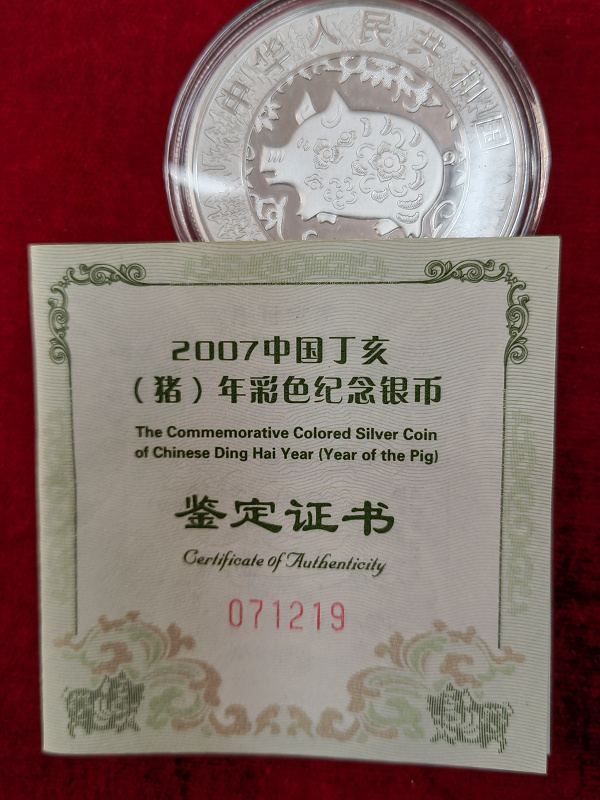 中华人民共和国
2007中国丁亥
（猪）年彩色纪念银币
The Commemorative Colored Silver Coin
of Chinese Ding Hai Year (Year of the Pig)
鉴定证书
Certificate of Authenticity
071219